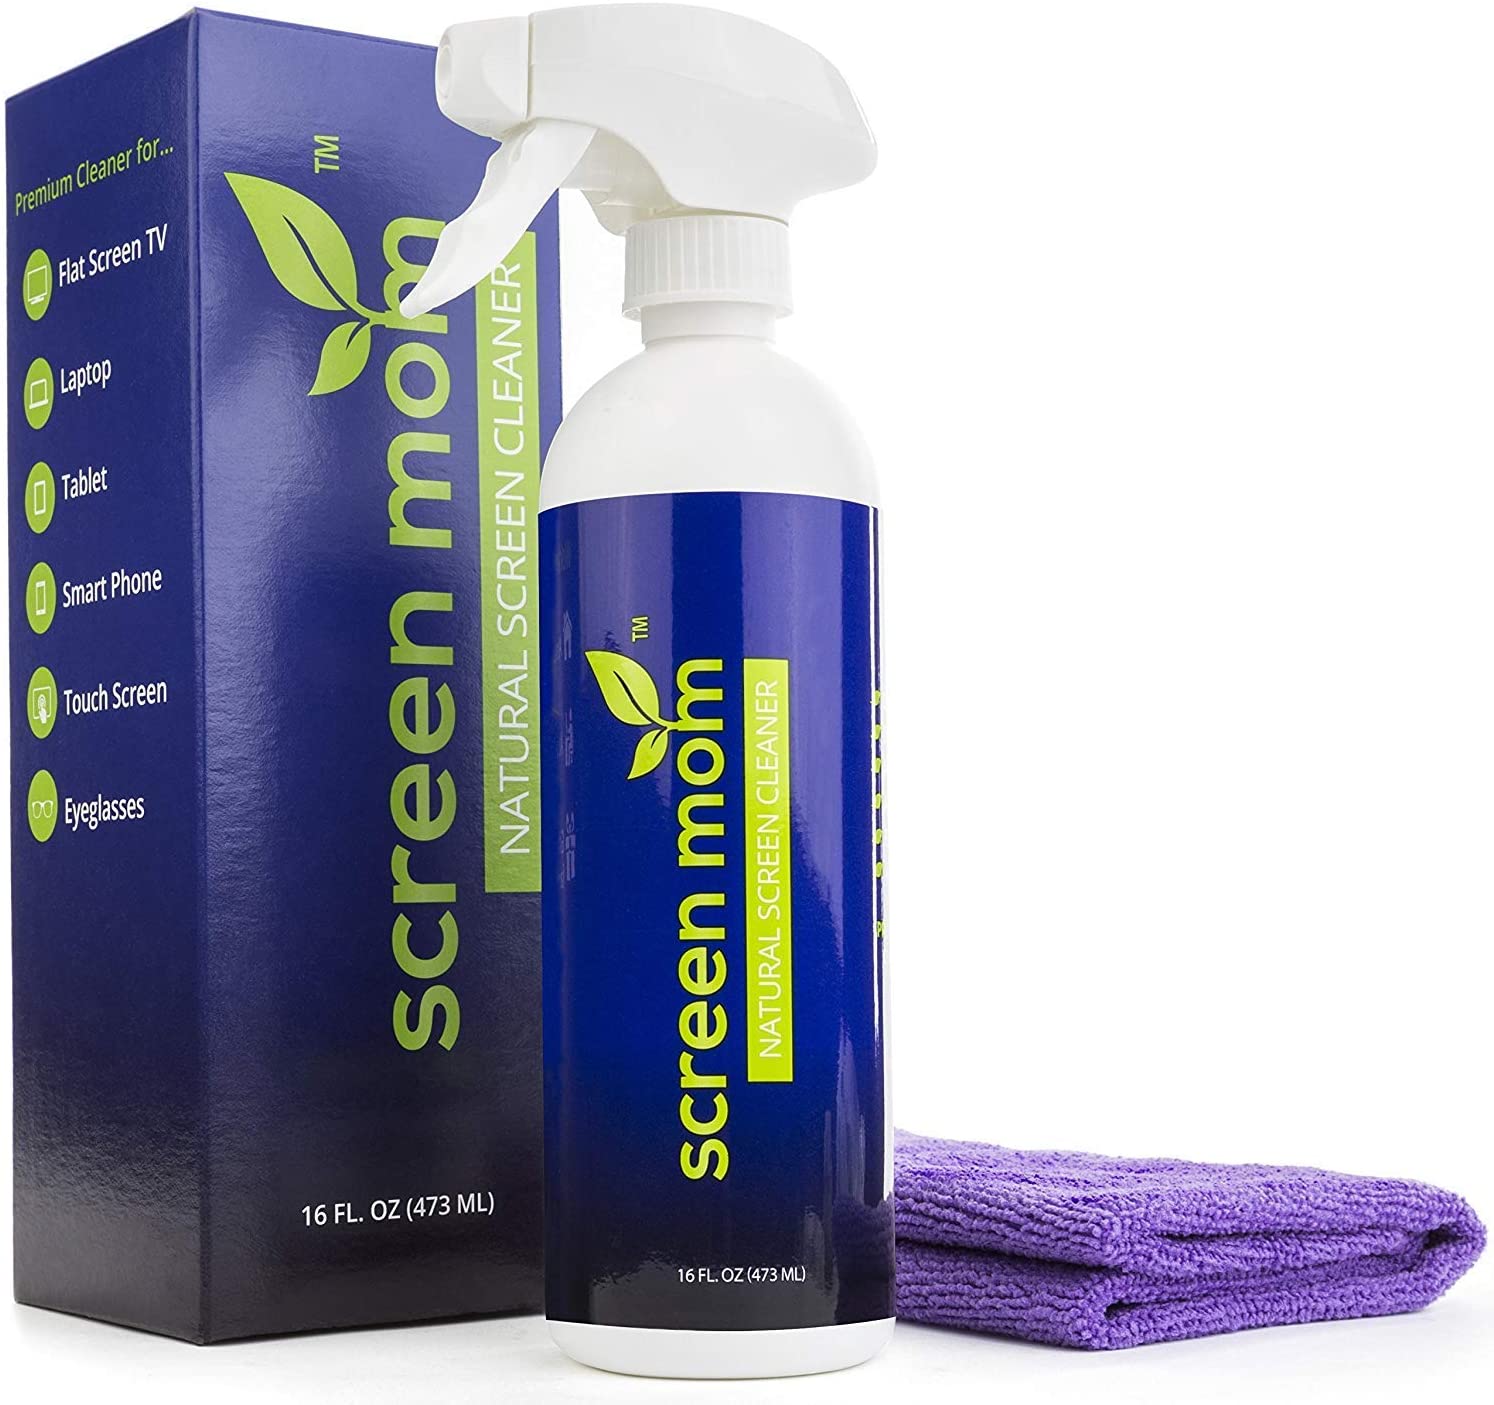 Premium Cleaner for...
Flat Screen TV
Laptop
Tablet
Smart Phone
Touch Screen
Eyeglasses
TM
screen mom
NATURAL SCREEN CLEANER
16 FL. OZ (473 ML)
TM
screen mom
NATURAL SCREEN CLEANER
16 FL. OZ (473 ML)